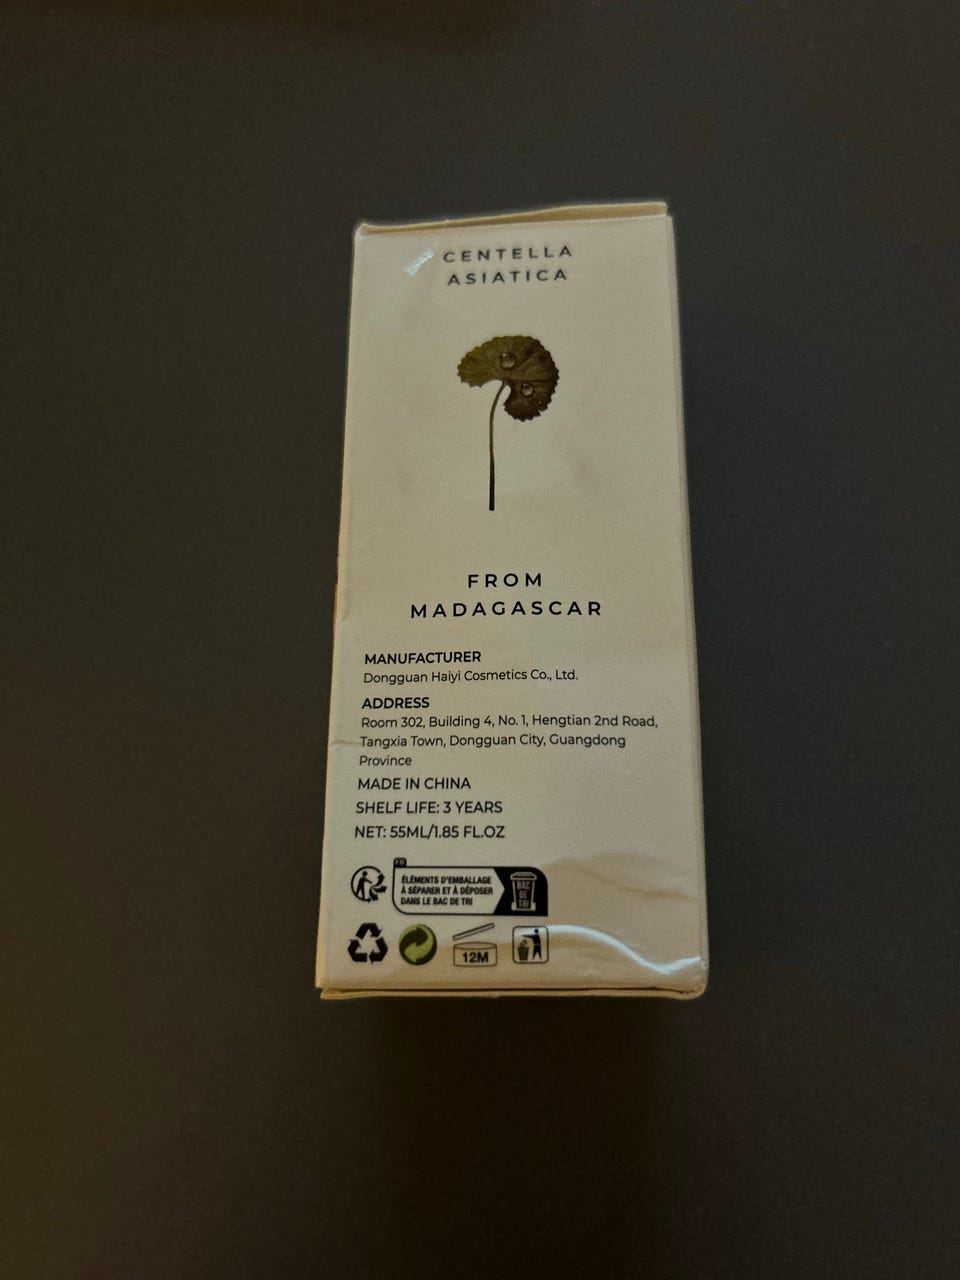 CENTELLA
ASIATICA
FROM
MADAGASCAR
MANUFACTURER
Dongguan Haiyi Cosmetics Co., Ltd.
ADDRESS
Room 302, Building 4, No. 1, Hengtian 2nd Road,
Tangxia Town, Dongguan City, Guangdong
Province
MADE IN CHINA
SHELF LIFE: 3 YEARS
NET: 55ML/1.85 FL.OZ
FR
ÉLÉMENTS D'EMBALLAGE
À SÉPARER ET À DÉPOSER
DANS LE BAC DE TRI
BAC
DE
TRI
12M